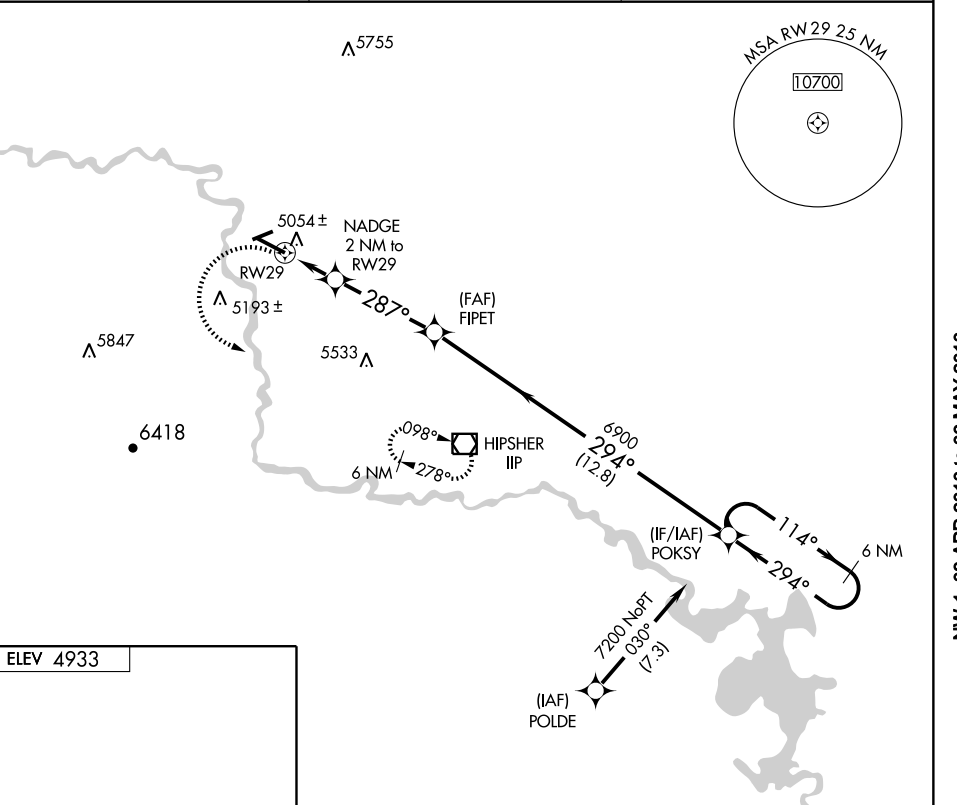 5755
MSA RW29 25 NM
10700
5054 ±
NADGE
2 NM to
RW29
RW29
5193 ±
287°
(FAF)
FIPET
5847
5533
6418
098°
HIPSHER
IIP
6 NM
278°
6900
294°
(12.8)
(IF/IAF)
POKSY
114°
6 NM
294°
7200 NoPT
030°
(7.3)
(IAF)
POLDE
ELEV 4933